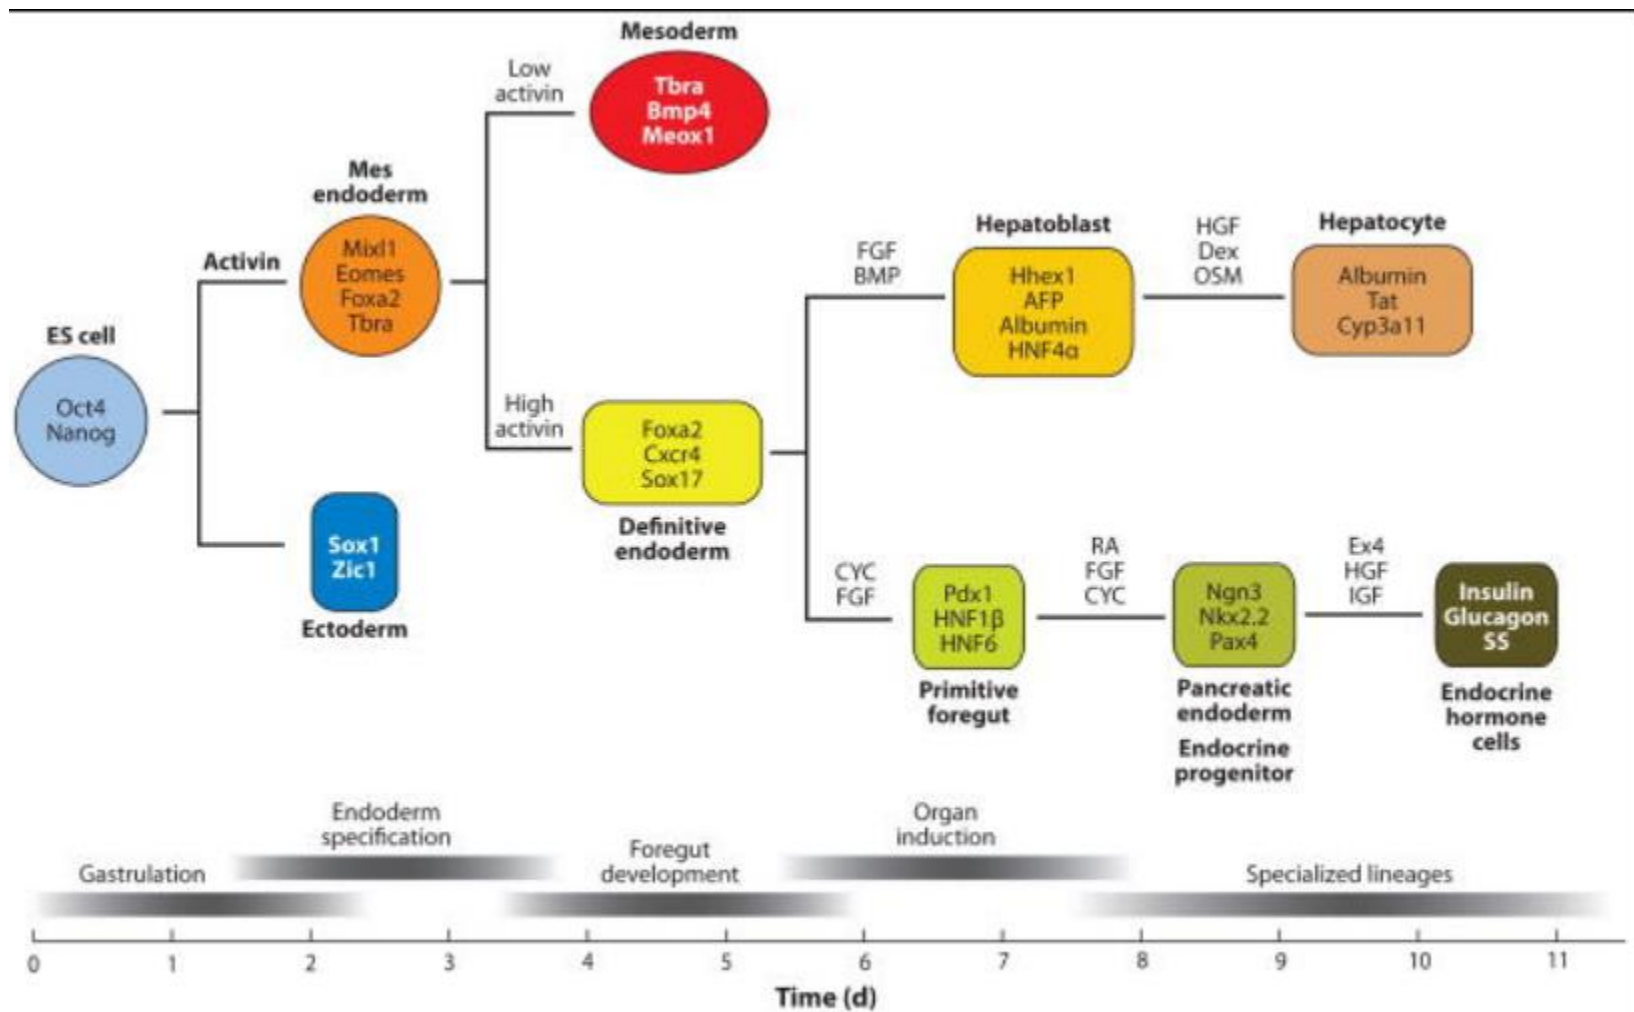 Mesoderm
Low
activin
Tbra
Bmp4
Meox1
Mes
endoderm
Activin
Mixl1
Eomes
Foxa2
Tbra
ES cell
Oct4
Nanog
Sox1
Zic1
Ectoderm
High
activin
Foxa2
Cxcr4
Sox17
Definitive
endoderm
FGF
BMP
Hepatoblast
Hhex1
AFP
Albumin
HNF4α
HGF
Dex
OSM
Hepatocyte
Albumin
Tat
Cyp3a11
CYC
FGF
Pdx1
HNF1β
HNF6
Primitive
foregut
RA
FGF
CYC
Ngn3
Nkx2.2
Pax4
Pancreatic
endoderm
Endocrine
progenitor
Ex4
HGF
IGF
Insulin
Glucagon
SS
Endocrine
hormone
cells
Gastrulation
Endoderm
specification
Foregut
development
Organ
induction
Specialized lineages
0 1 2 3 4 5 6 7 8 9 10 11
Time (d)